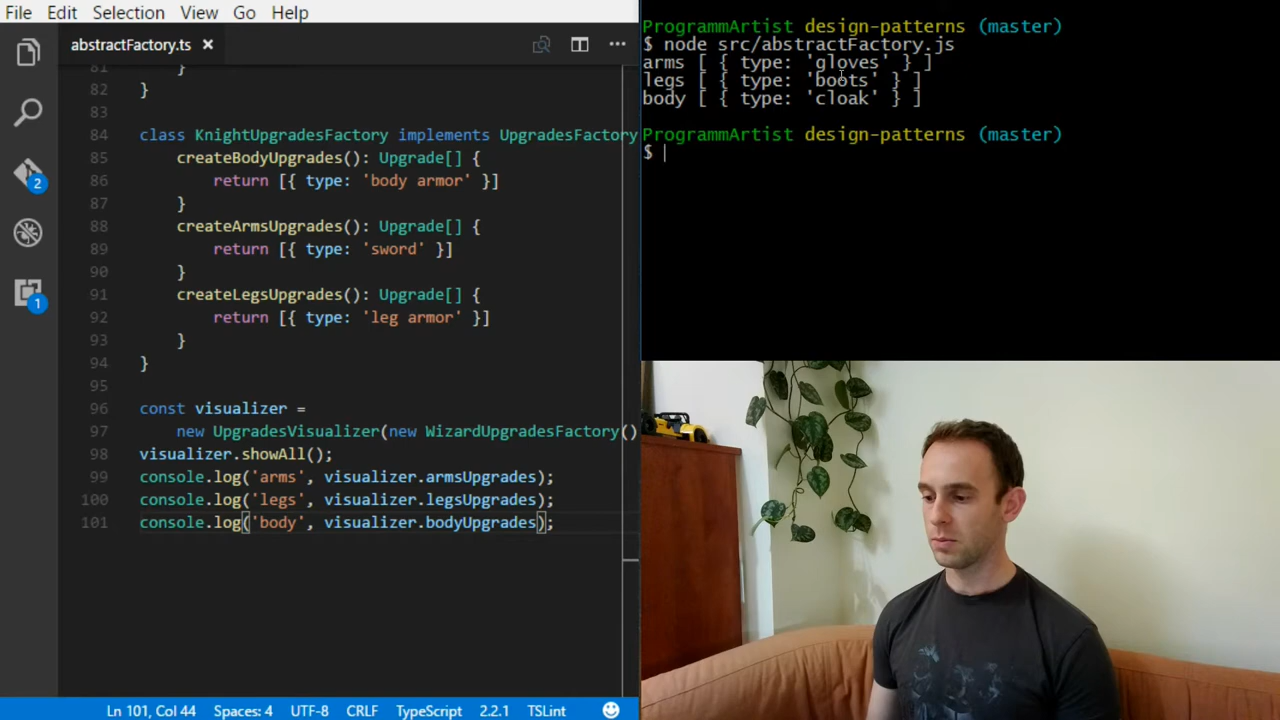 File Edit Selection View Go Help
abstractFactory.ts ×
81 }
82 }
83
84 class KnightUpgradesFactory implements UpgradesFactory
85 createBodyUpgrades(): Upgrade[] {
86 return [{ type: 'body armor' }]
87 }
88 createArmsUpgrades(): Upgrade[] {
89 return [{ type: 'sword' }]
90 }
91 createLegsUpgrades(): Upgrade[] {
92 return [{ type: 'leg armor' }]
93 }
94 }
95
96 const visualizer =
97 new UpgradesVisualizer(new WizardUpgradesFactory()
98 visualizer.showAll();
99 console.log('arms', visualizer.armsUpgrades);
100 console.log('legs', visualizer.legsUpgrades);
101 console.log('body', visualizer.bodyUpgrades);
2
1
Ln 101, Col 44 Spaces: 4 UTF-8 CRLF TypeScript 2.2.1 TSLint
ProgrammArtist design-patterns (master)
$ node src/abstractFactory.js
arms [ { type: 'gloves' } ]
legs [ { type: 'boots' } ]
body [ { type: 'cloak' } ]
ProgrammArtist design-patterns (master)
$